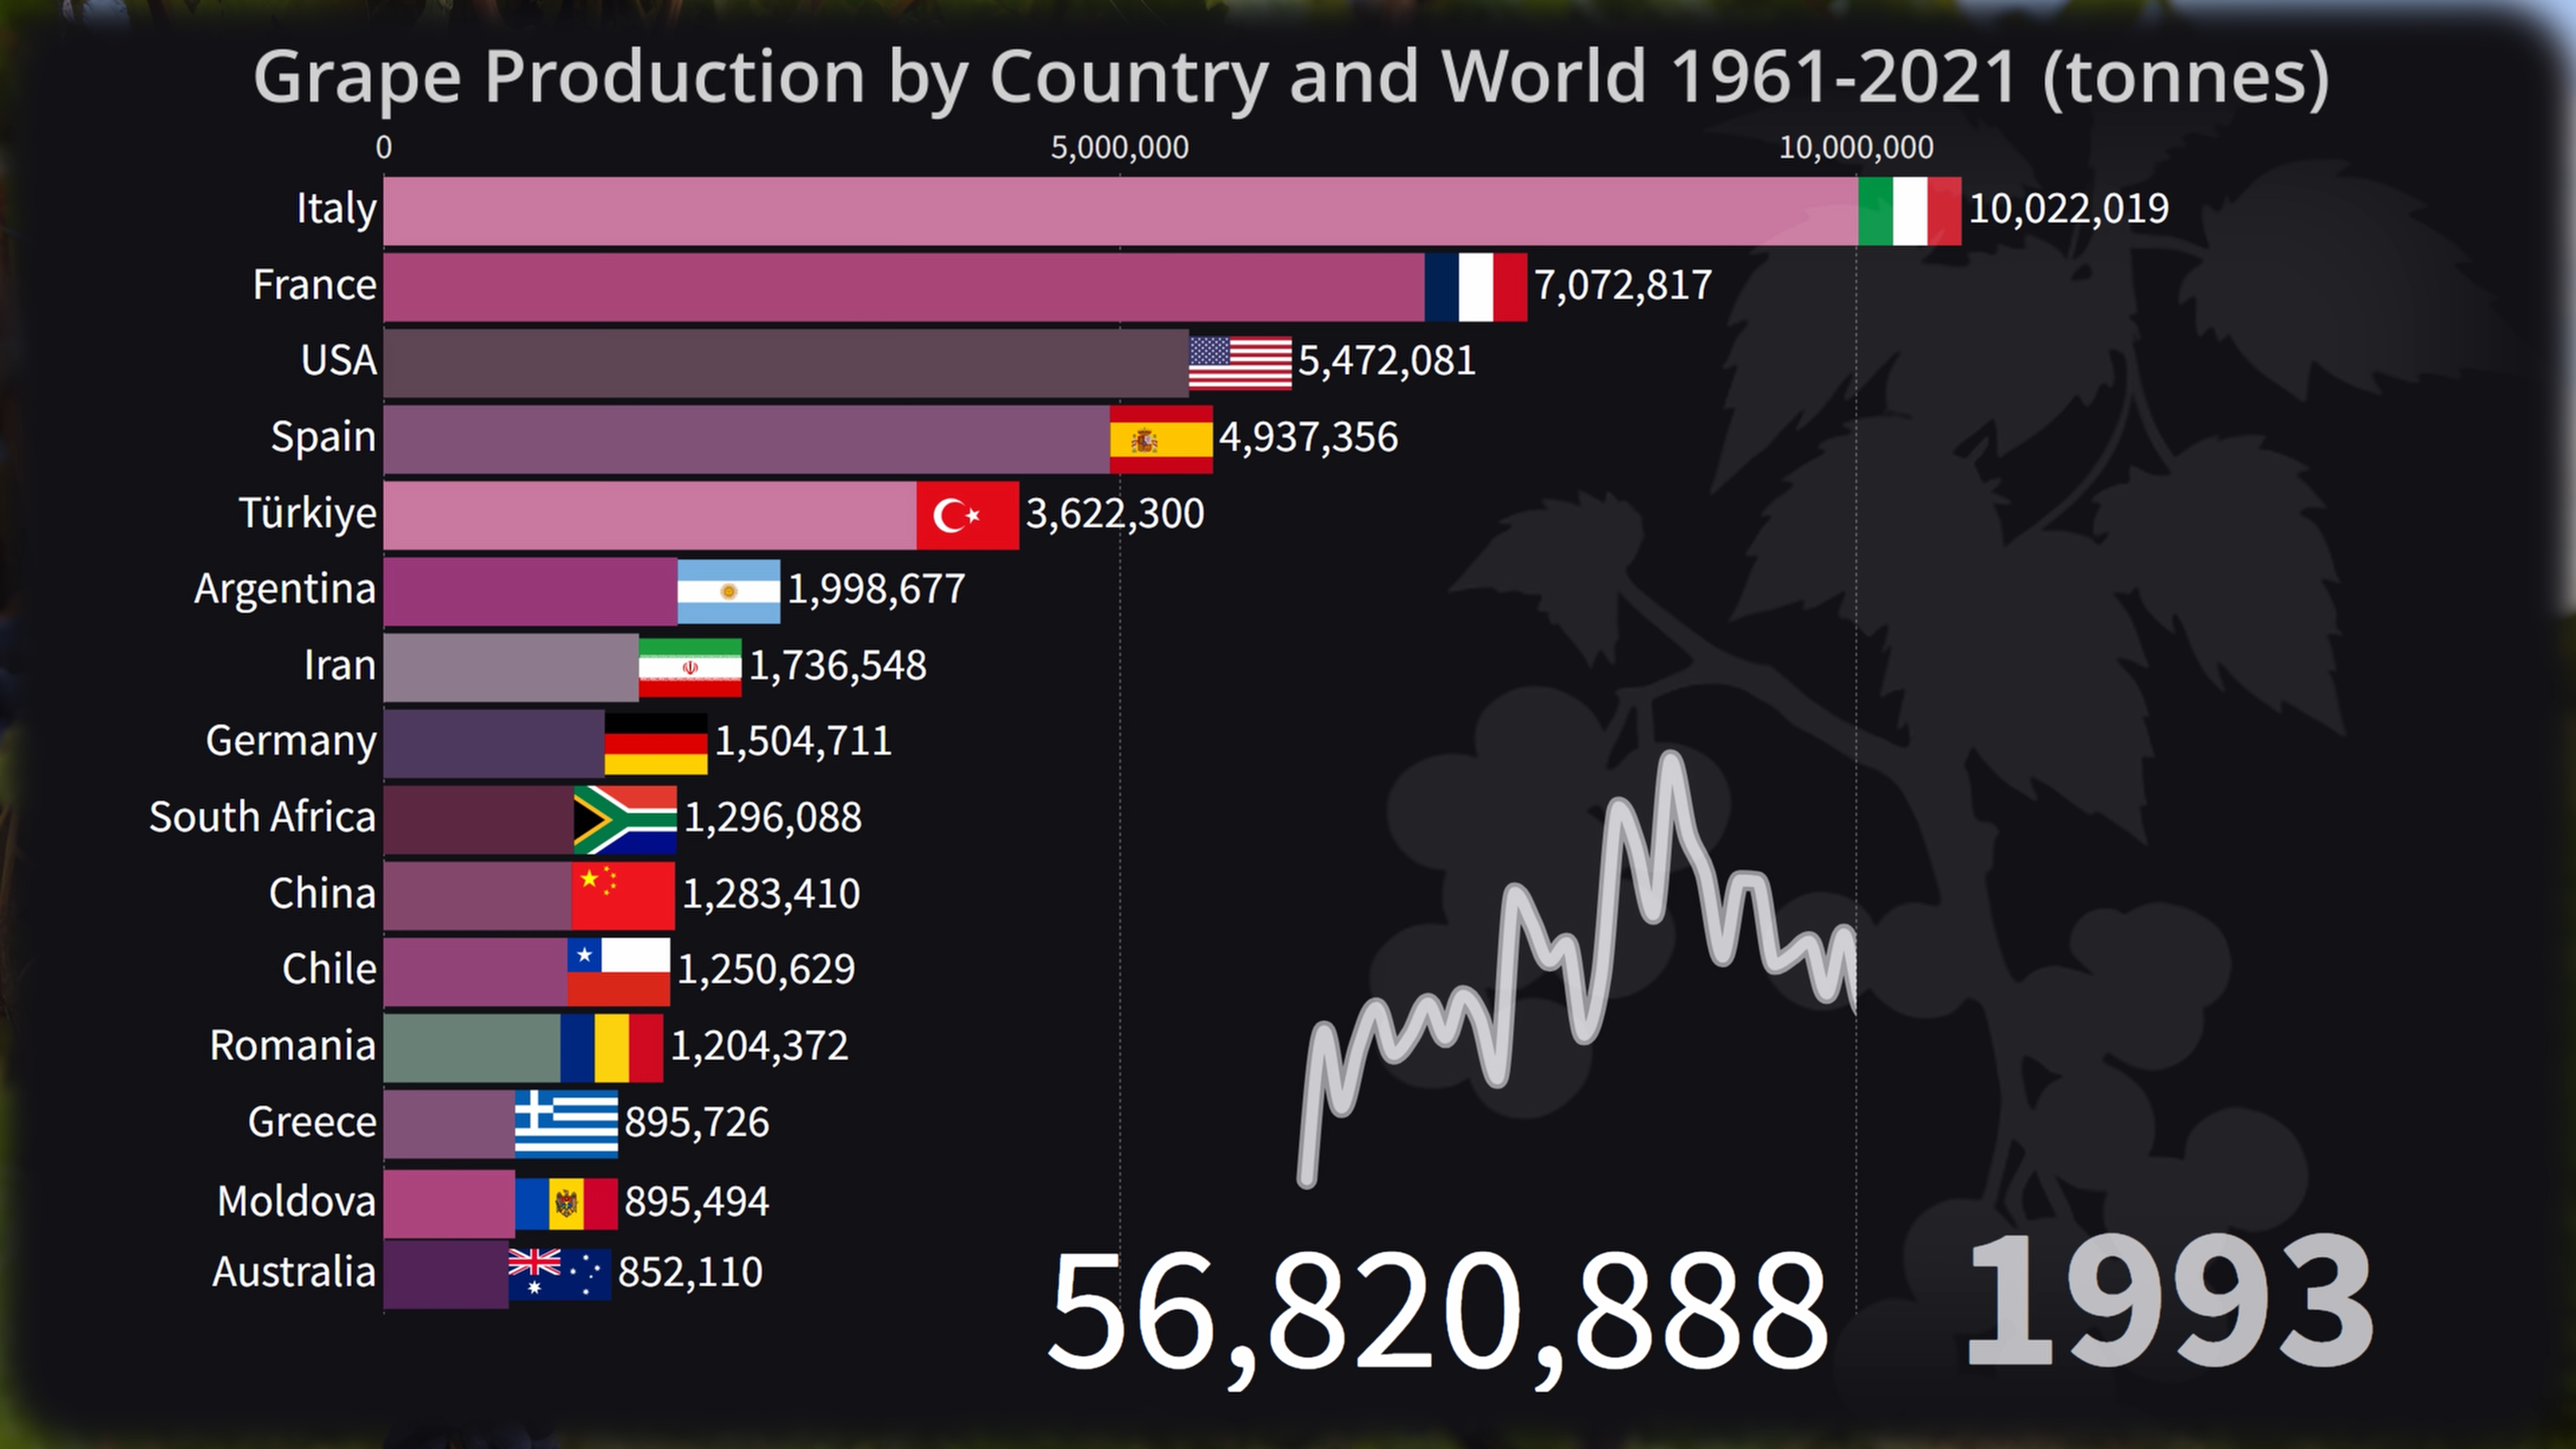 Grape Production by Country and World 1961-2021 (tonnes)
0 5,000,000 10,000,000
Italy 10,022,019
France 7,072,817
USA 5,472,081
Spain 4,937,356
Türkiye 3,622,300
Argentina 1,998,677
Iran 1,736,548
Germany 1,504,711
South Africa 1,296,088
China 1,283,410
Chile 1,250,629
Romania 1,204,372
Greece 895,726
Moldova 895,494
Australia 852,110
56,820,888 1993